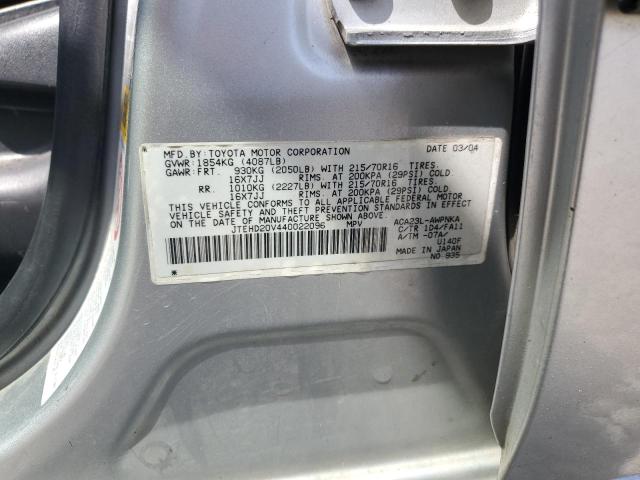 MFD.BY:TOYOTA MOTOR CORPORATION DATE 03/04
GVWR:1854KG (4087LB)
GAWR:FRT. 930KG (2050LB) WITH 215/70R16 TIRES.
16X7JJ RIMS. AT 200KPA (29PSI) COLD
RR. 1010KG (2227LB) WITH 215/70R16 TIRES.
16X7JJ RIMS. AT 200KPA (29PSI) COLD
THIS VEHICLE CONFORMS TO ALL APPLICABLE FEDERAL MOTOR
VEHICLE SAFETY STANDARDS IN EFFECT
ON THE DATE OF MANUFACTURE SHOWN ABOVE.
JTEHD20V440022096 MPV
ACA23L-AWPNKA
C/TR 1D4/FA11
A/TM -07A/
U140F
MADE IN JAPAN
NO 935